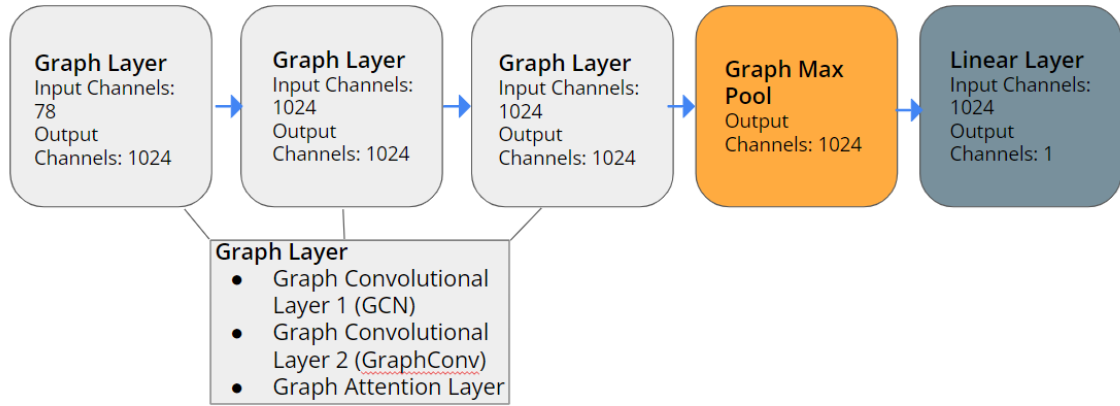 Graph Layer
Input Channels:
78
Output
Channels: 1024
Graph Layer
Input Channels:
1024
Output
Channels: 1024
Graph Layer
Input Channels:
1024
Output
Channels: 1024
Graph Max
Pool
Output
Channels: 1024
Linear Layer
Input Channels:
1024
Output
Channels: 1
Graph Layer
● Graph Convolutional
Layer 1 (GCN)
● Graph Convolutional
Layer 2 (GraphConv)
● Graph Attention Layer